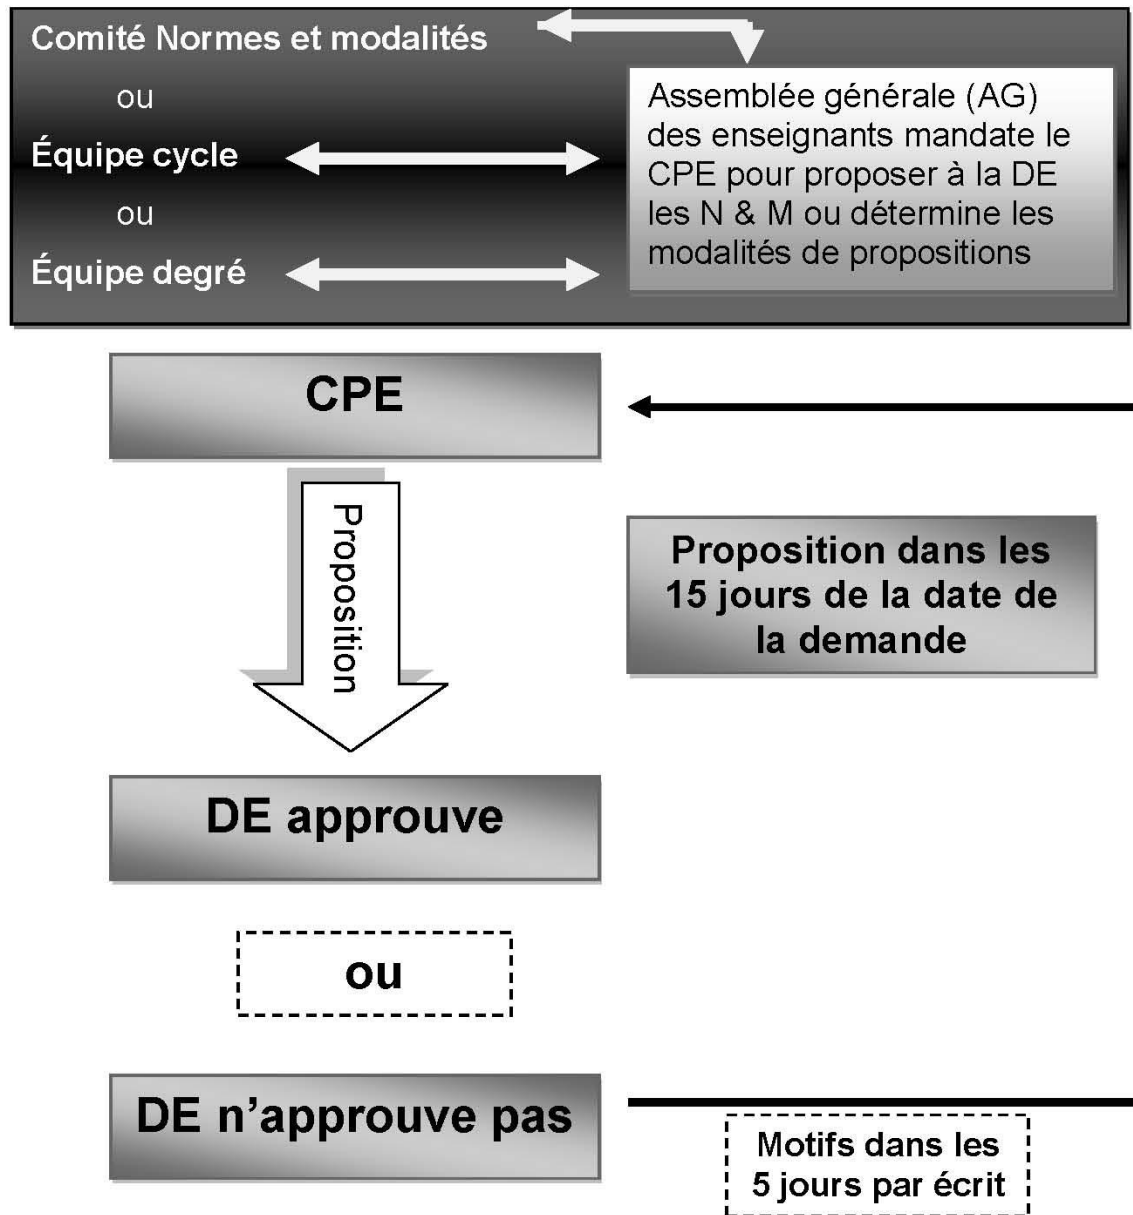 Comité Normes et modalités
ou
Équipe cycle
ou
Équipe degré
Assemblée générale (AG)
des enseignants mandate le
CPE pour proposer à la DE
les N & M ou détermine les
modalités de propositions
CPE
Proposition
Proposition dans les
15 jours de la date de
la demande
DE approuve
ou
DE n’approuve pas
Motifs dans les
5 jours par écrit